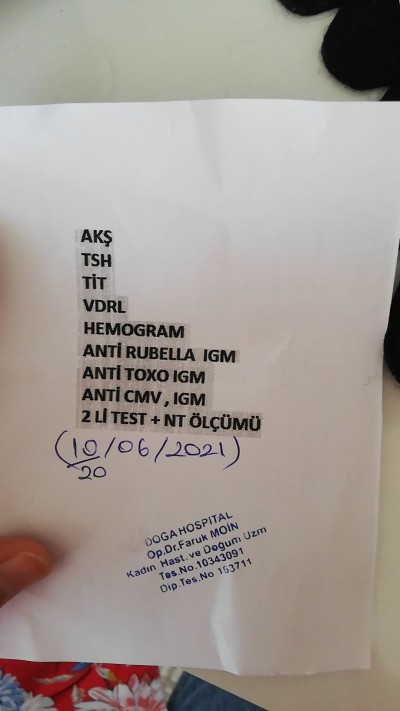 AKŞ
TSH
TİT
VDRL
HEMOGRAM
ANTİ RUBELLA IGM
ANTİ TOXO IGM
ANTİ CMV , IGM
2 Lİ TEST + NT ÖLÇÜMÜ
(10/06/2021)
20
DOGA HOSPITAL
Op.Dr.Faruk MOİN
Kadın Hast. ve Doğum Uzm
Tes.No.10343091
Dip.Tes.No 153711